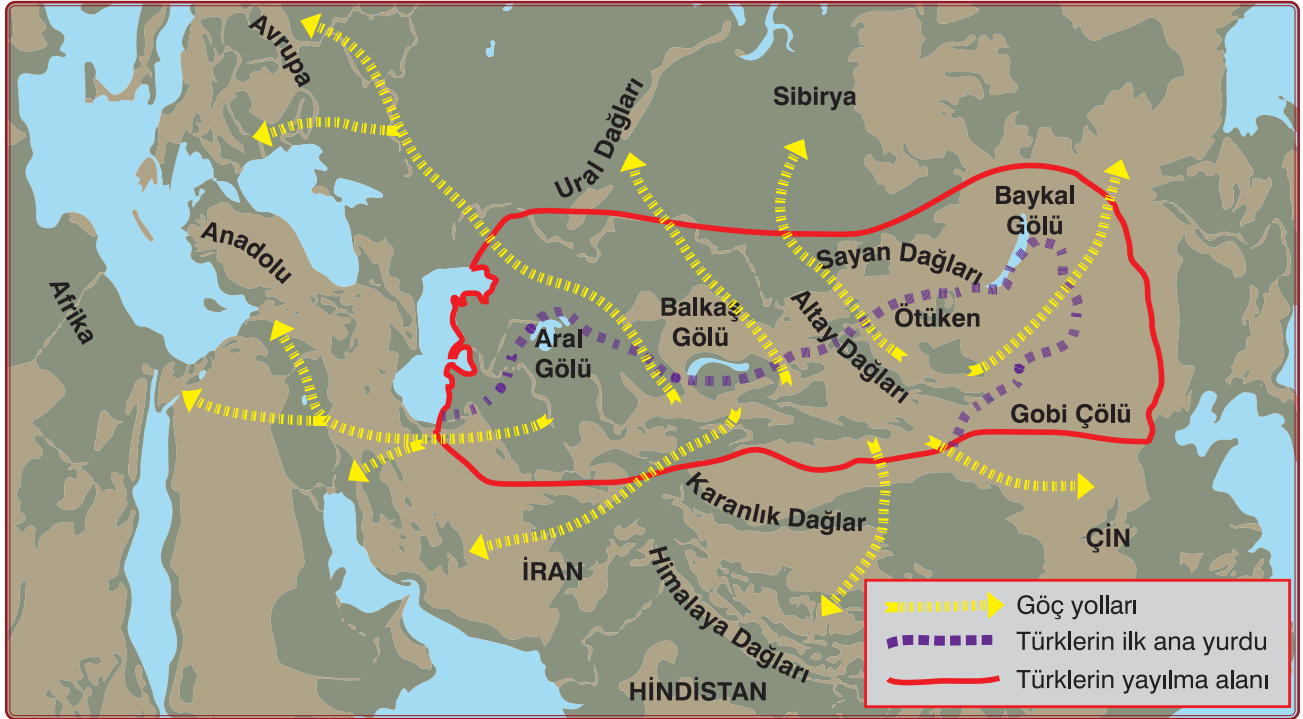 Avrupa
Sibirya
Ural Dağları
Baykal
Gölü
Anadolu
Sayan Dağları
Afrika
Balkaş
Gölü
Altay Dağları
Ötüken
Aral
Gölü
Gobi Çölü
Karanlık Dağlar
ÇİN
İRAN
Himalaya Dağları
HİNDİSTAN
Göç yolları
Türklerin ilk ana yurdu
Türklerin yayılma alanı